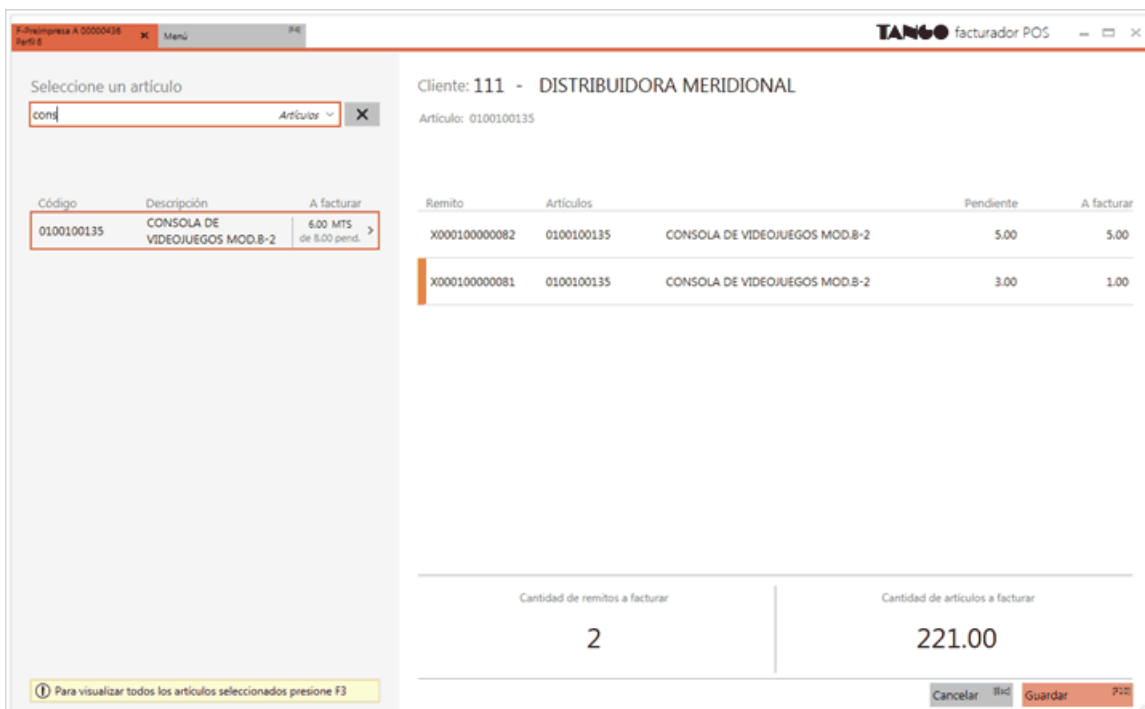 F-Preimpresa A 00000436
Perfil 6
Menú
TANGO facturador POS
Seleccione un artículo
cons
Artículos
Cliente: 111 - DISTRIBUIDORA MERIDIONAL
Artículo: 0100100135
Código Descripción A facturar
0100100135 CONSOLA DE VIDEOJUEGOS MOD.B-2 6.00 MTS
de 8.00 pend.
Remito Artículos Pendiente A facturar
X000100000082 0100100135 CONSOLA DE VIDEOJUEGOS MOD.B-2 5.00 5.00
X000100000081 0100100135 CONSOLA DE VIDEOJUEGOS MOD.B-2 3.00 1.00
Cantidad de remitos a facturar
2
Cantidad de artículos a facturar
221.00
Para visualizar todos los artículos seleccionados presione F3
Cancelar [Esc] Guardar